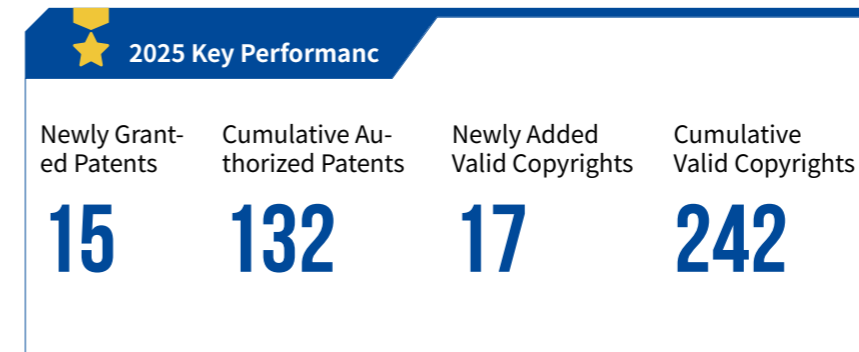 2025 Key Performanc
Newly Grant-
ed Patents
15
Cumulative Au-
thorized Patents
132
Newly Added
Valid Copyrights
17
Cumulative
Valid Copyrights
242